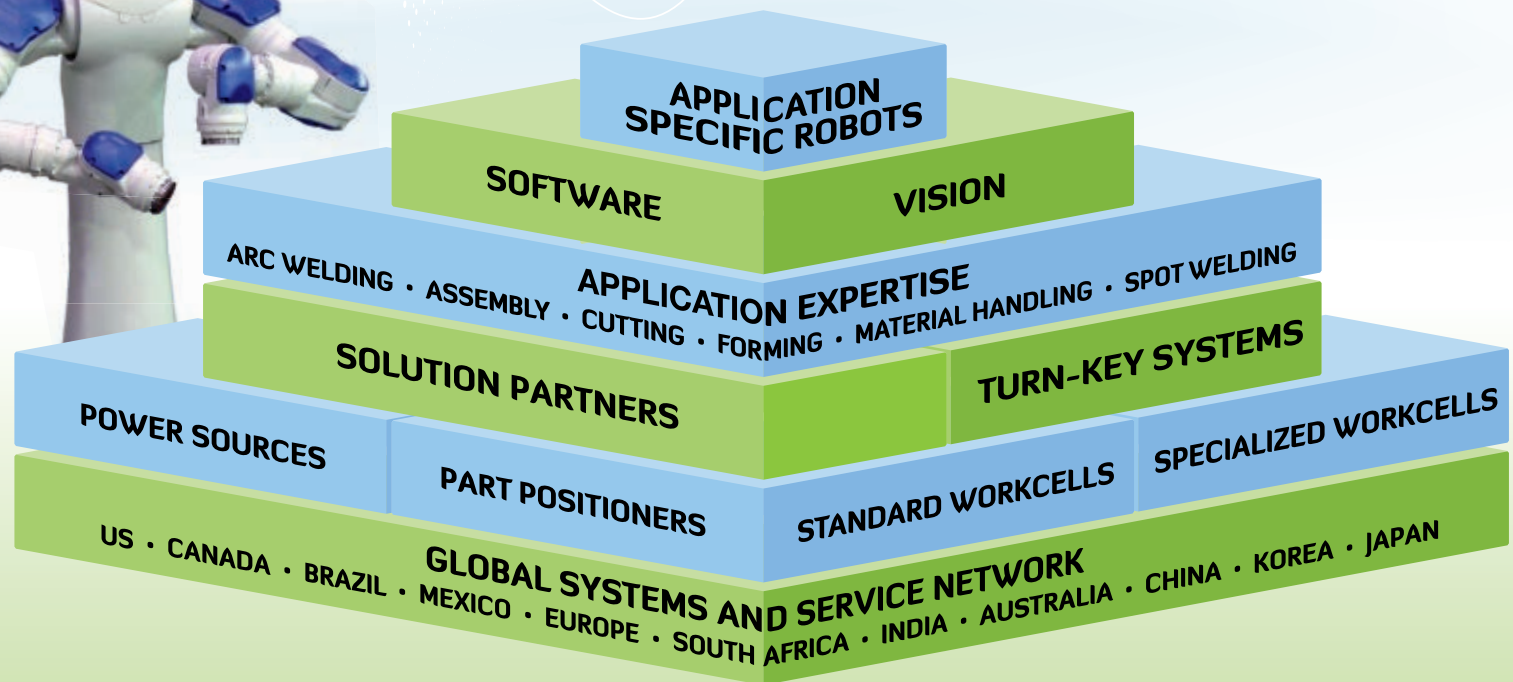 APPLICATION
SPECIFIC ROBOTS
SOFTWARE
VISION
APPLICATION EXPERTISE
ARC WELDING • ASSEMBLY • CUTTING • FORMING • MATERIAL HANDLING • SPOT WELDING
SOLUTION PARTNERS
TURN-KEY SYSTEMS
POWER SOURCES
PART POSITIONERS
STANDARD WORKCELLS
SPECIALIZED WORKCELLS
GLOBAL SYSTEMS AND SERVICE NETWORK
US • CANADA • BRAZIL • MEXICO • EUROPE • SOUTH AFRICA • INDIA • AUSTRALIA • CHINA • KOREA • JAPAN